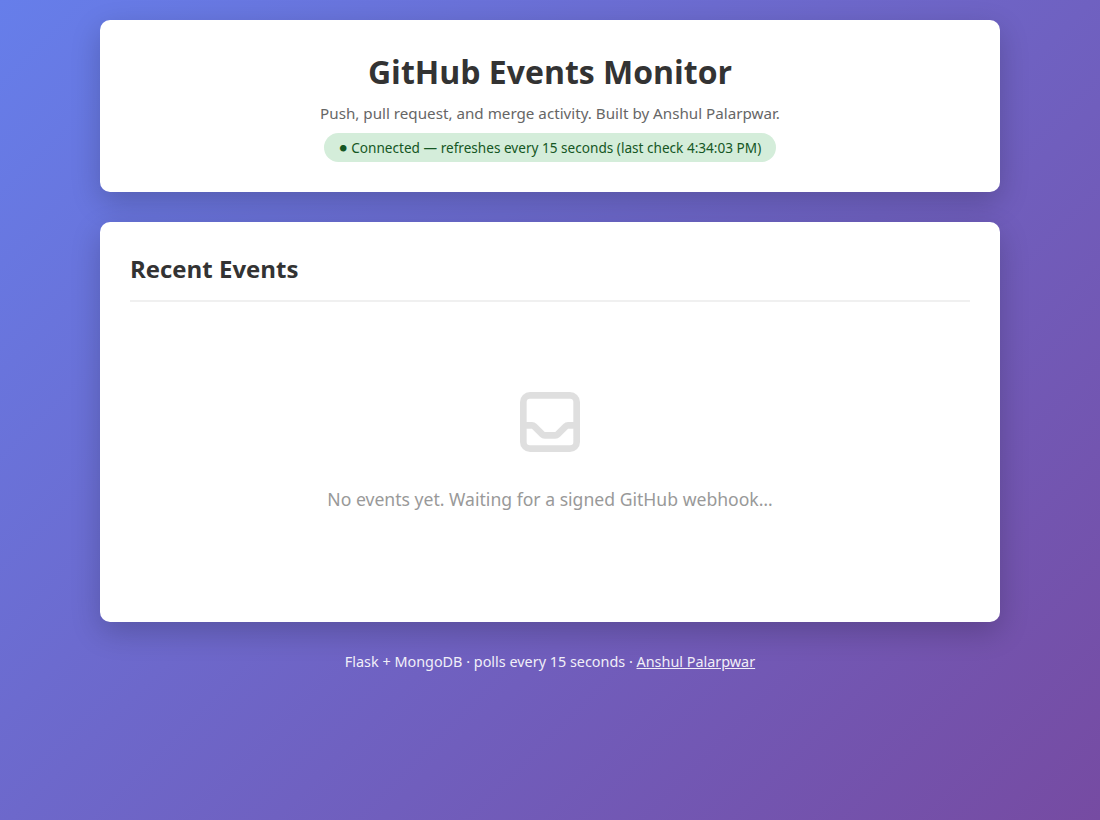 GitHub Events Monitor
Push, pull request, and merge activity. Built by Anshul Palarpwar.
● Connected — refreshes every 15 seconds (last check 4:34:03 PM)
Recent Events
No events yet. Waiting for a signed GitHub webhook...
Flask + MongoDB · polls every 15 seconds · Anshul Palarpwar